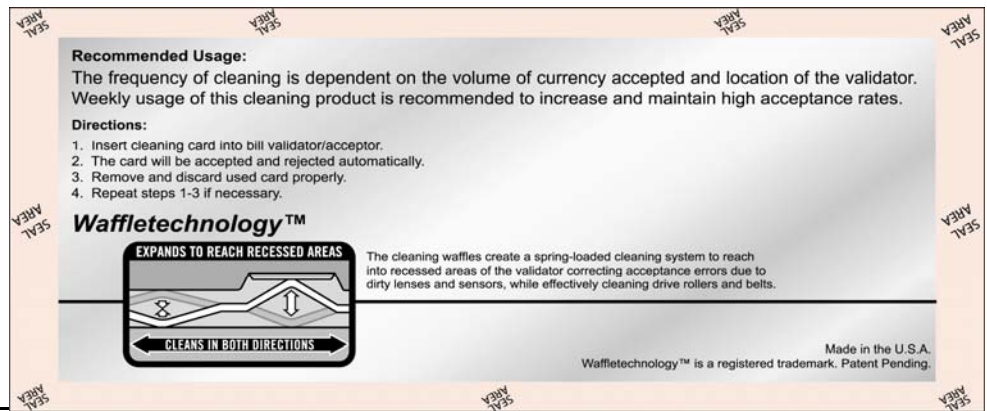 SEAL AREA
SEAL AREA
SEAL AREA
SEAL AREA
Recommended Usage:
The frequency of cleaning is dependent on the volume of currency accepted and location of the validator.
Weekly usage of this cleaning product is recommended to increase and maintain high acceptance rates.
Directions:
1. Insert cleaning card into bill validator/acceptor.
2. The card will be accepted and rejected automatically.
3. Remove and discard used card properly.
4. Repeat steps 1-3 if necessary.
SEAL AREA
SEAL AREA
Waffletechnology™
EXPANDS TO REACH RECESSED AREAS
CLEANS IN BOTH DIRECTIONS
The cleaning waffles create a spring-loaded cleaning system to reach
into recessed areas of the validator correcting acceptance errors due to
dirty lenses and sensors, while effectively cleaning drive rollers and belts.
Made in the U.S.A.
Waffletechnology™ is a registered trademark. Patent Pending.
SEAL AREA
SEAL AREA
SEAL AREA